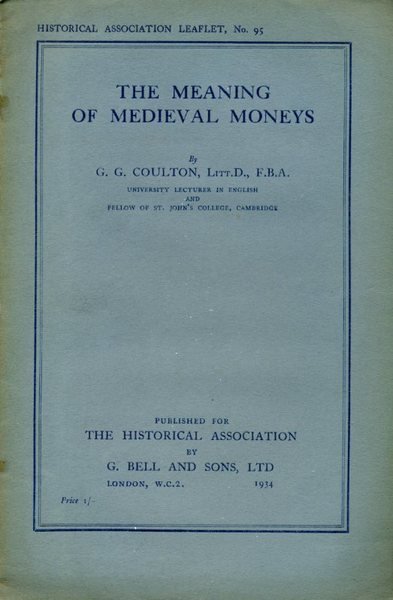 HISTORICAL ASSOCIATION LEAFLET, No. 95
THE MEANING
OF MEDIEVAL MONEYS
By
G. G. COULTON, LITT.D., F.B.A.
UNIVERSITY LECTURER IN ENGLISH
AND
FELLOW OF ST. JOHN'S COLLEGE, CAMBRIDGE
PUBLISHED FOR
THE HISTORICAL ASSOCIATION
BY
G. BELL AND SONS, LTD
LONDON, W.C.2. 1934
Price 1/-